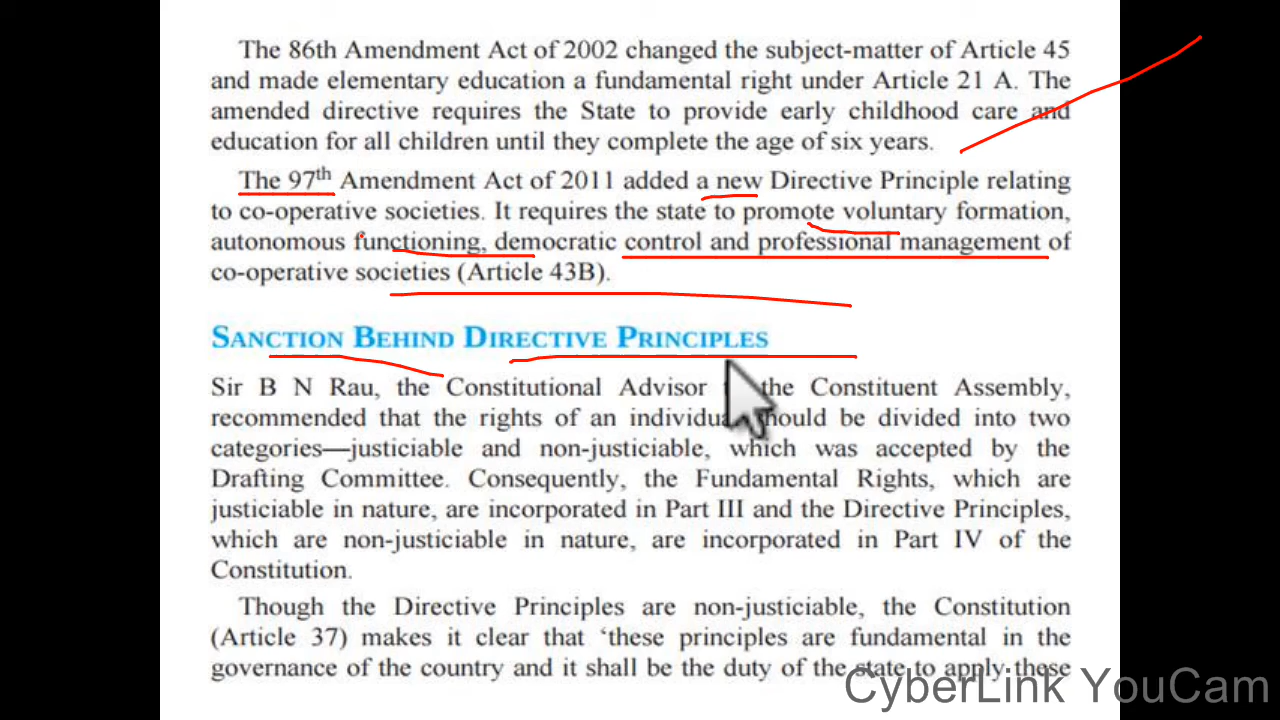 The 86th Amendment Act of 2002 changed the subject-matter of Article 45
and made elementary education a fundamental right under Article 21 A. The
amended directive requires the State to provide early childhood care and
education for all children until they complete the age of six years.
The 97th Amendment Act of 2011 added a new Directive Principle relating
to co-operative societies. It requires the state to promote voluntary formation,
autonomous functioning, democratic control and professional management of
co-operative societies (Article 43B).
SANCTION BEHIND DIRECTIVE PRINCIPLES
Sir B N Rau, the Constitutional Advisor the Constituent Assembly,
recommended that the rights of an individual should be divided into two
categories—justiciable and non-justiciable, which was accepted by the
Drafting Committee. Consequently, the Fundamental Rights, which are
justiciable in nature, are incorporated in Part III and the Directive Principles,
which are non-justiciable in nature, are incorporated in Part IV of the
Constitution.
Though the Directive Principles are non-justiciable, the Constitution
(Article 37) makes it clear that ‘these principles are fundamental in the
governance of the country and it shall be the duty of the state to apply these
CyberLink YouCam